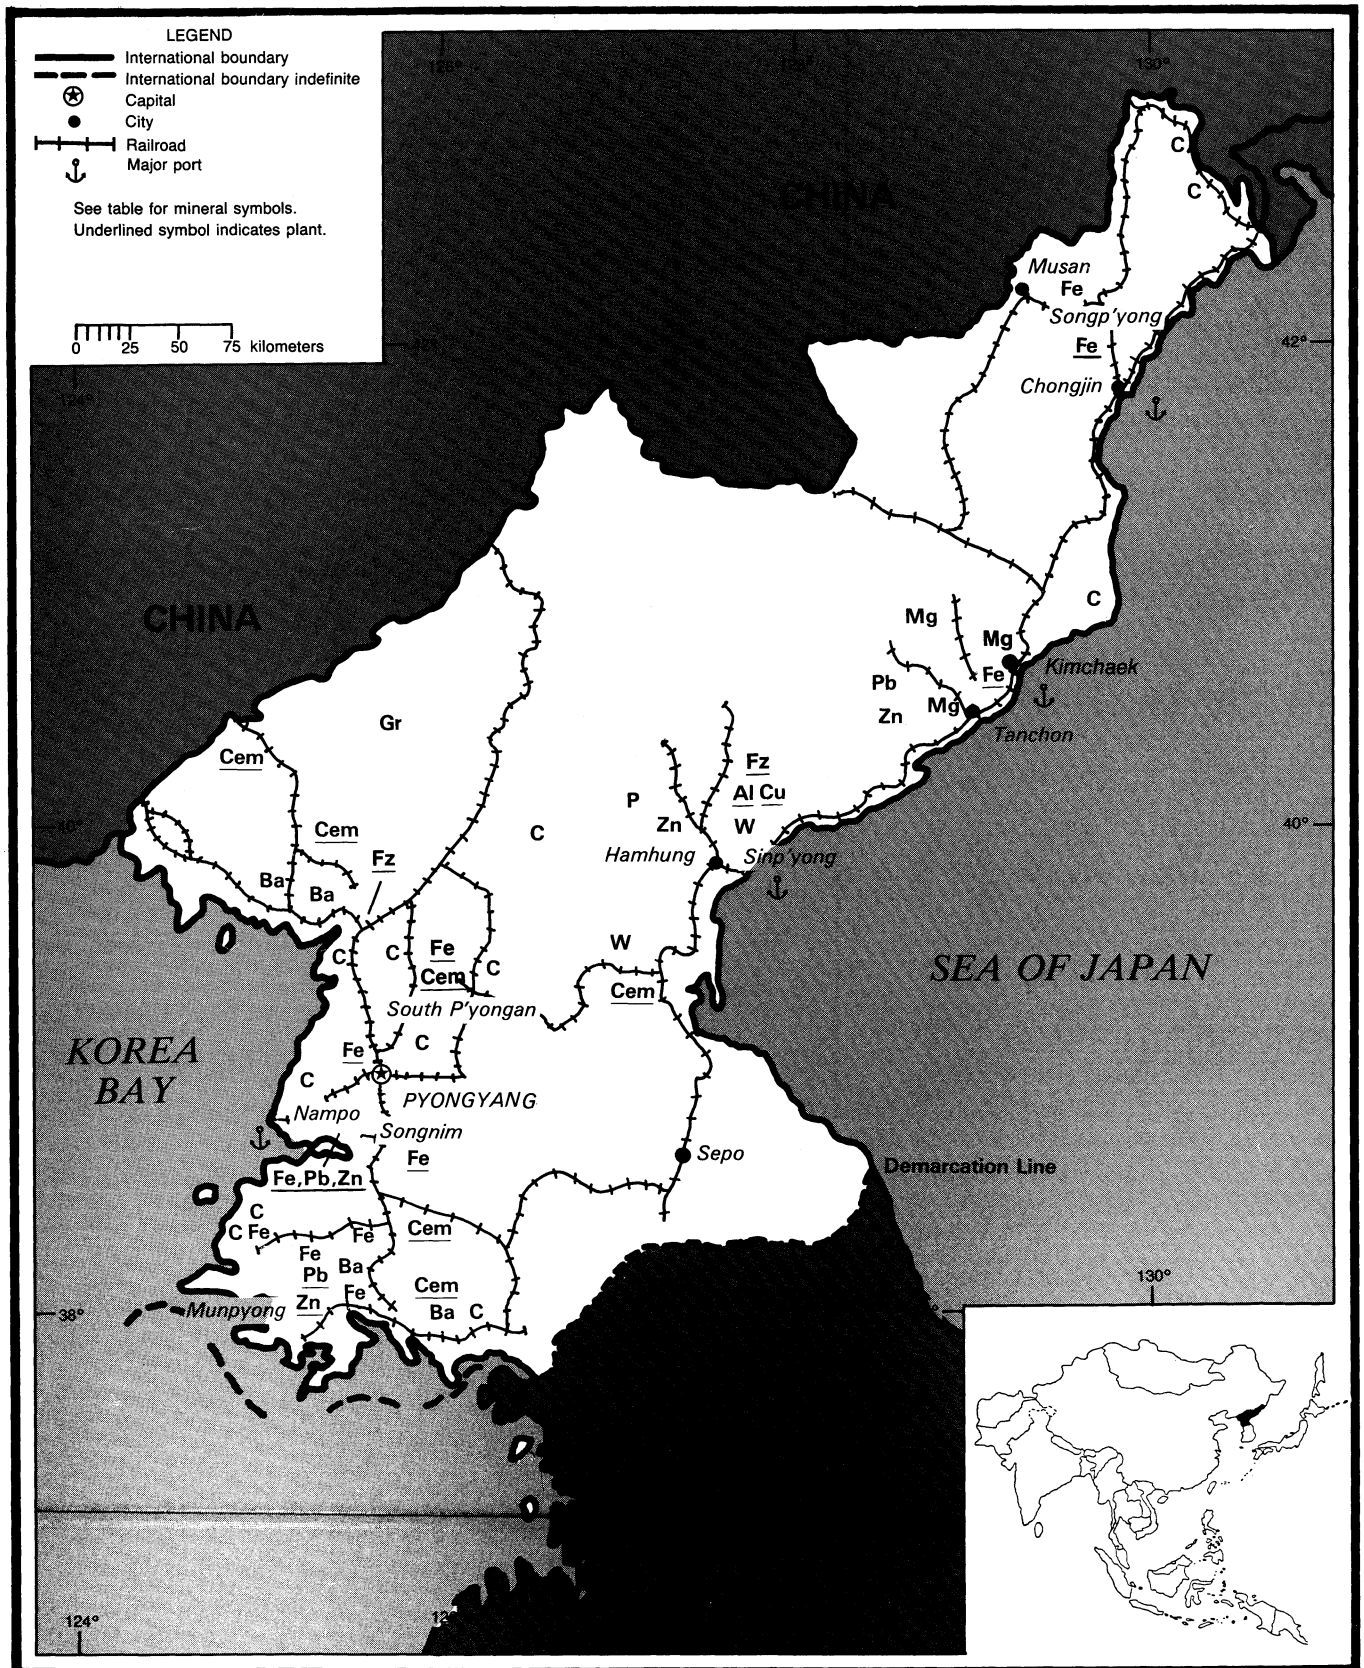 LEGEND
International boundary
International boundary indefinite
Capital
City
Railroad
Major port
See table for mineral symbols.
Underlined symbol indicates plant.
0 25 50 75 kilometers
130°
CHINA
C
C
Musan
Fe
Songp'yong
42°
Fe
Chongjin
124°
CHINA
C
Mg
Mg
Kimchaek
Fe
Pb
Mg
Zn
Tanchon
Gr
Cem
Fz
Al Cu
P
Zn
W
C
40°
40°
Cem
Hamhung
Sinp'yong
Fz
Ba
Ba
C
C
Fe
Cem
C
W
Cem
SEA OF JAPAN
South P'yongan
C
KOREA
BAY
Fe
C
PYONGYANG
Nampo
Songnim
Fe
Sepo
Demarcation Line
Fe,Pb,Zn
C
C Fe
Fe
Cem
Fe
Ba
Pb
Fe
Cem
Zn
Ba
C
Munpyong
38°
130°
124°